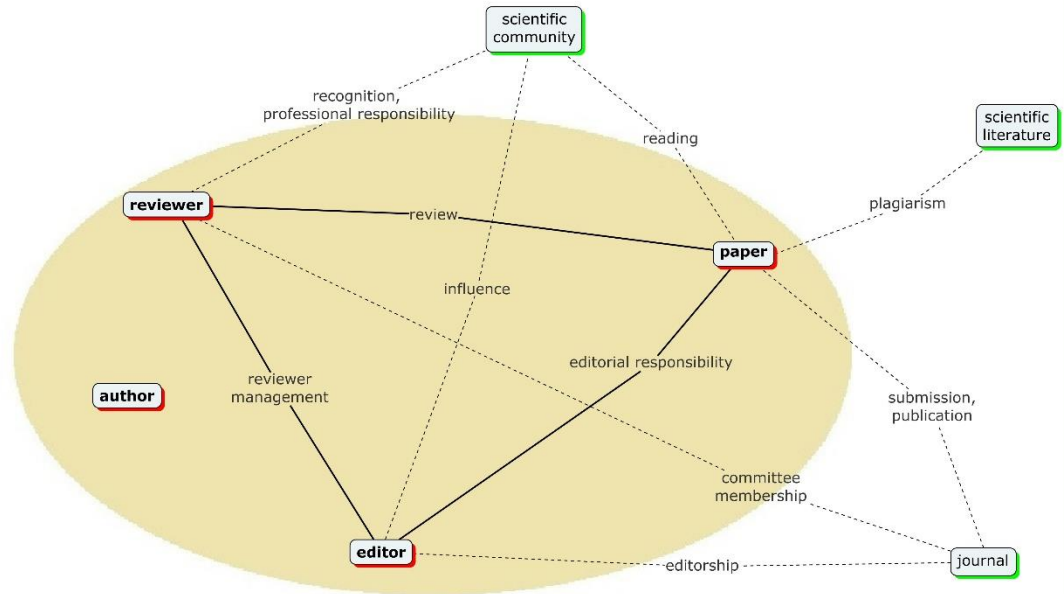 scientific
community
recognition,
professional responsibility
scientific
literature
reading
reviewer
review
plagiarism
paper
influence
editorial responsibility
reviewer
management
author
submission,
publication
committee
membership
editor
editorship
journal